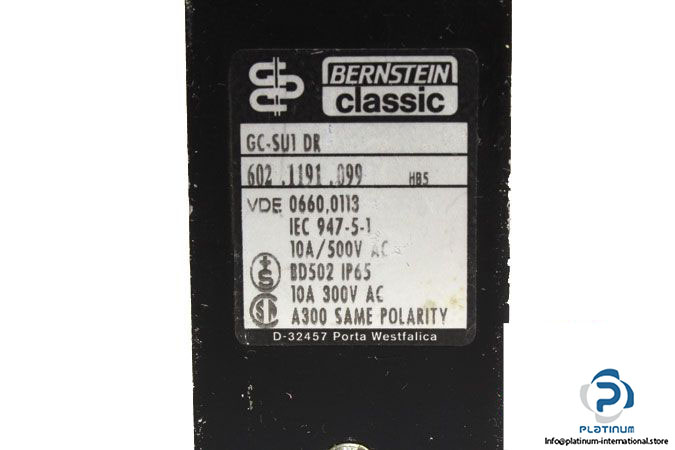 BERNSTEIN
classic
GC-SU1 DR
602 .1191 .099 HB5
VDE 0660,0113
IEC 947-5-1
10A/500V AC
BD502 IP65
10A 300V AC
A300 SAME POLARITY
D-32457 Porta Westfalica
PLATINUM
Info@platinum-international.store